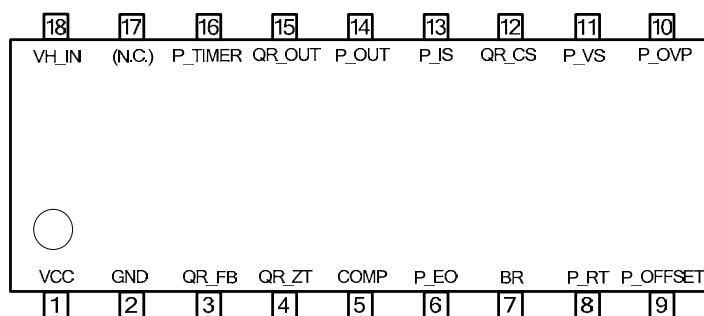 18 17 16 15 14 13 12 11 10
VH_IN (N.C.) P_TIMER QR_OUT P_OUT P_IS QR_CS P_VS P_OVP
VCC GND QR_FB QR_ZT COMP P_EO BR P_RT P_OFFSET
1 2 3 4 5 6 7 8 9